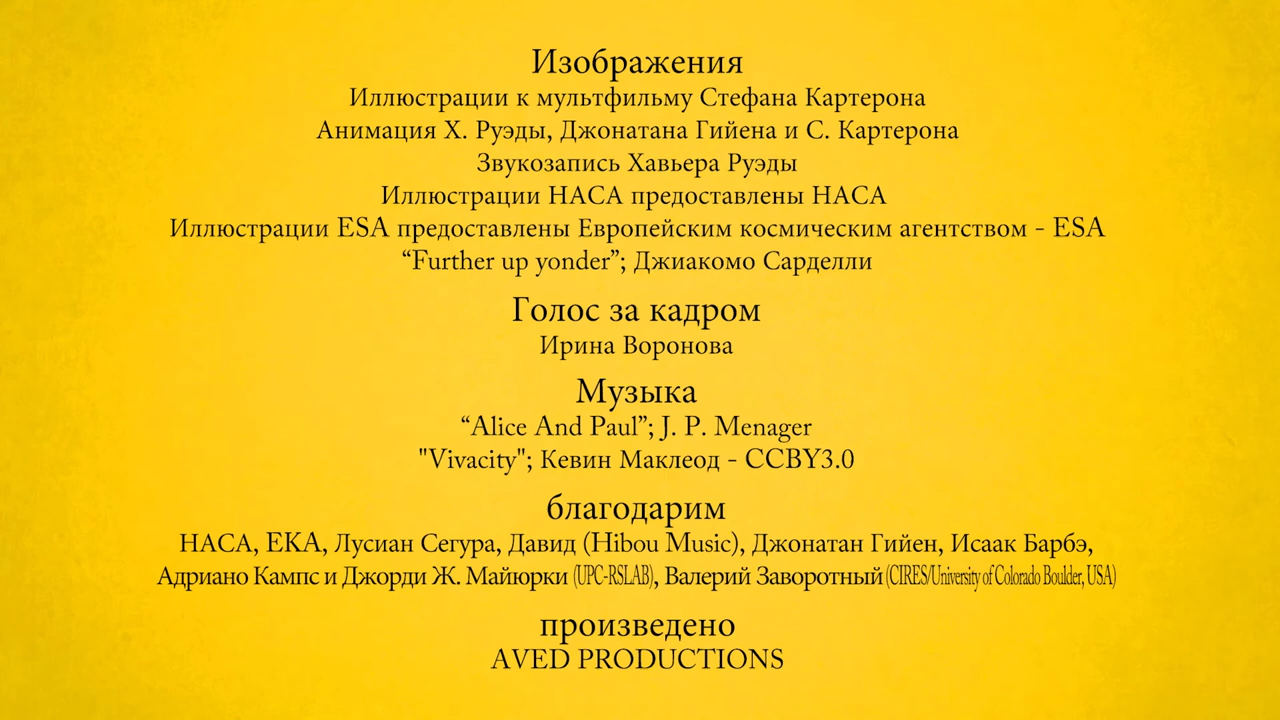 Изображения
Иллюстрации к мультфильму Стефана Картерона
Анимация Х. Руэды, Джонатана Гийена и С. Картерона
Звукозапись Хавьера Руэды
Иллюстрации НАСА предоставлены НАСА
Иллюстрации ESA предоставлены Европейским космическим агентством - ESA
“Further up yonder”; Джиакомо Сарделли
Голос за кадром
Ирина Воронова
Музыка
“Alice And Paul”; J. P. Menager
"Vivacity"; Кевин Маклеод - CCBY3.0
благодарим
НАСА, ЕКА, Лусиан Сегура, Давид (Hibou Music), Джонатан Гийен, Исаак Барбэ,
Адриано Кампс и Джорди Ж. Майюрки (UPC-RSLAB), Валерий Заворотный (CIRES/University of Colorado Boulder, USA)
произведено
AVED PRODUCTIONS